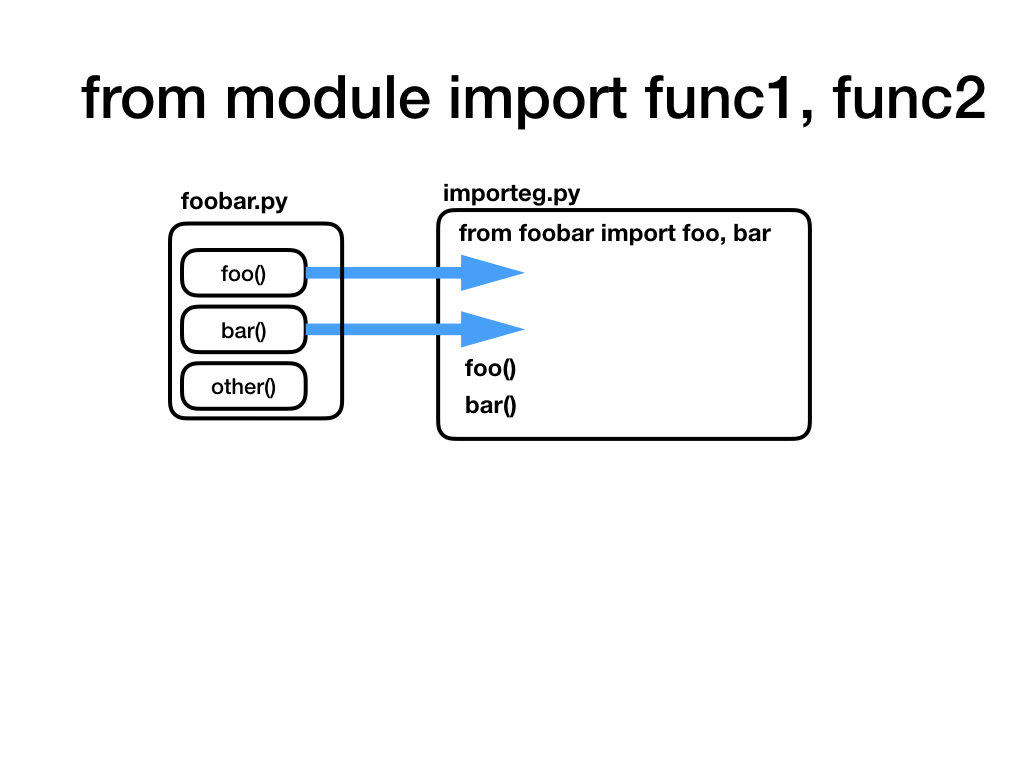 from module import func1, func2
foobar.py
foo()
bar()
other()
importeg.py
from foobar import foo, bar
foo()
bar()